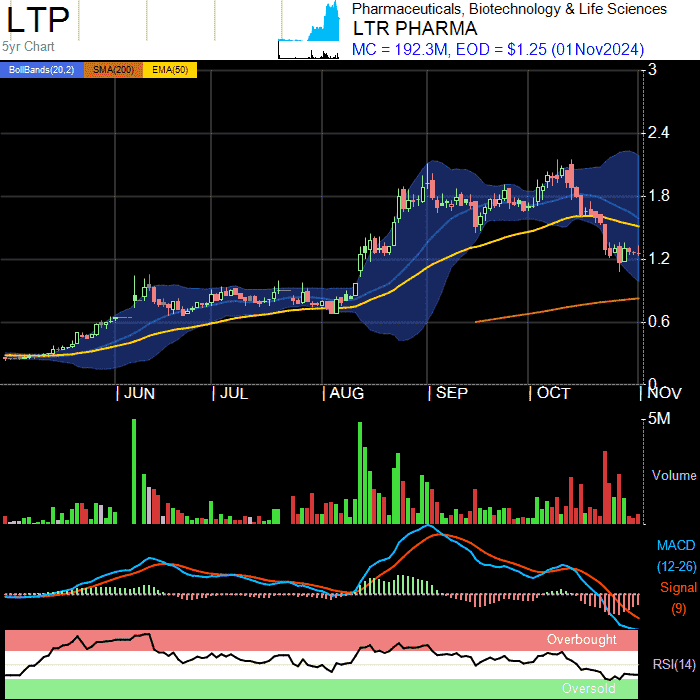 LTP
5yr Chart
Pharmaceuticals, Biotechnology & Life Sciences
LTR PHARMA
MC = 192.3M, EOD = $1.25 (01Nov2024)
BollBands(20,2) SMA(200) EMA(50)
3
2.4
1.8
1.2
0.6
0
JUN JUL AUG SEP OCT NOV
5M
Volume
MACD
(12-26)
Signal
(9)
Overbought
RSI(14)
Oversold